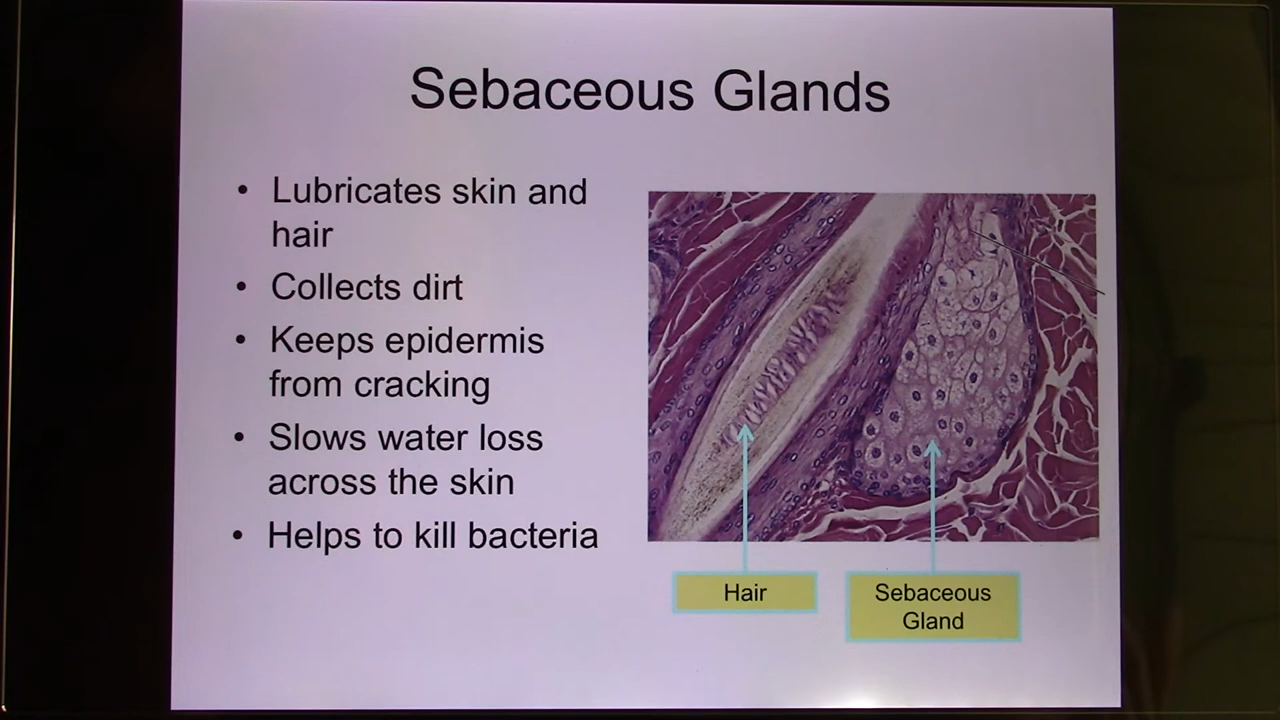 Sebaceous Glands
• Lubricates skin and
hair
• Collects dirt
• Keeps epidermis
from cracking
• Slows water loss
across the skin
• Helps to kill bacteria
Hair
Sebaceous
Gland